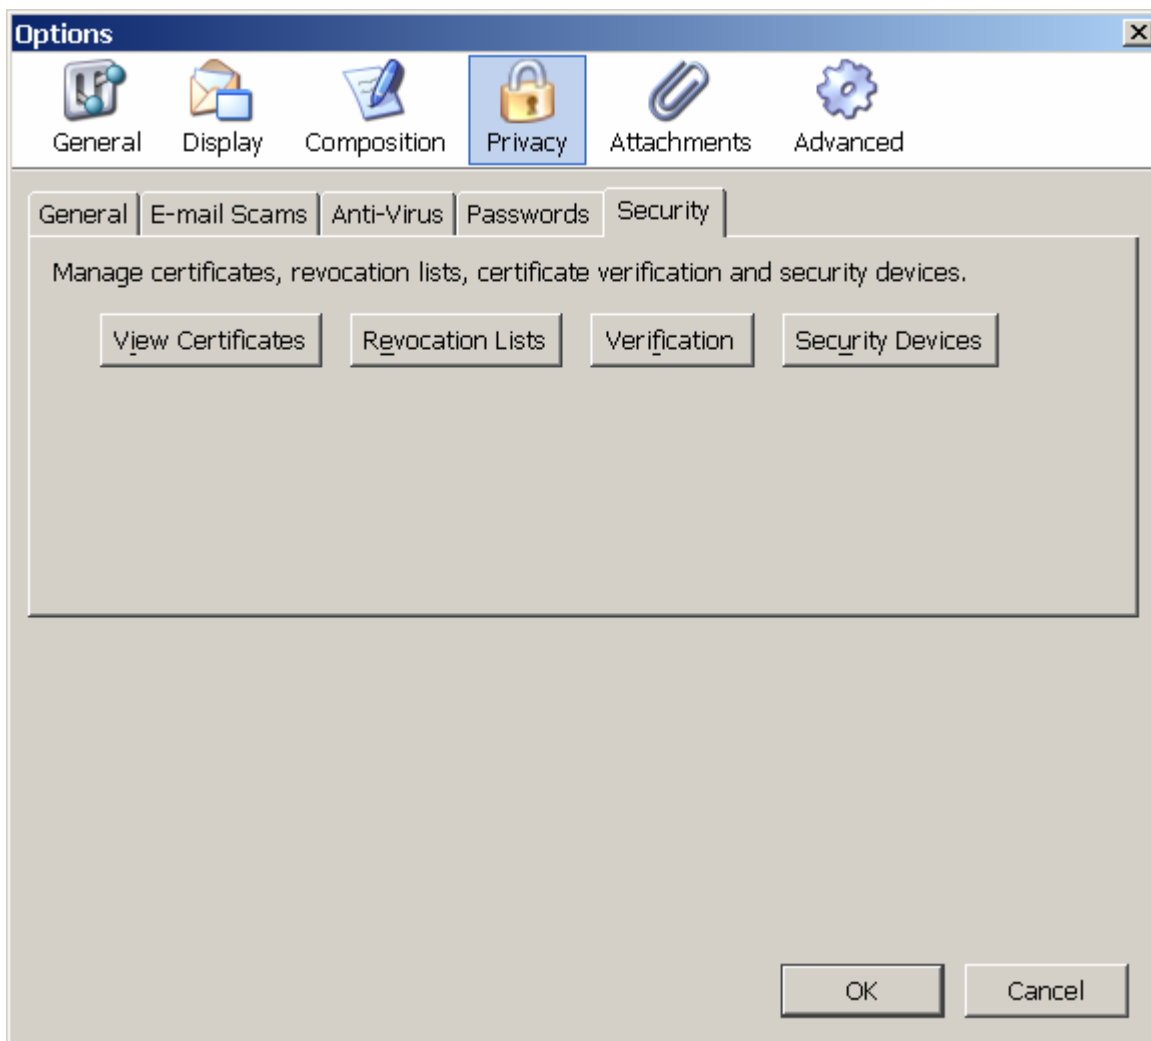 Options
General Display Composition Privacy Attachments Advanced
General E-mail Scams Anti-Virus Passwords Security
Manage certificates, revocation lists, certificate verification and security devices.
View Certificates Revocation Lists Verification Security Devices
OK Cancel